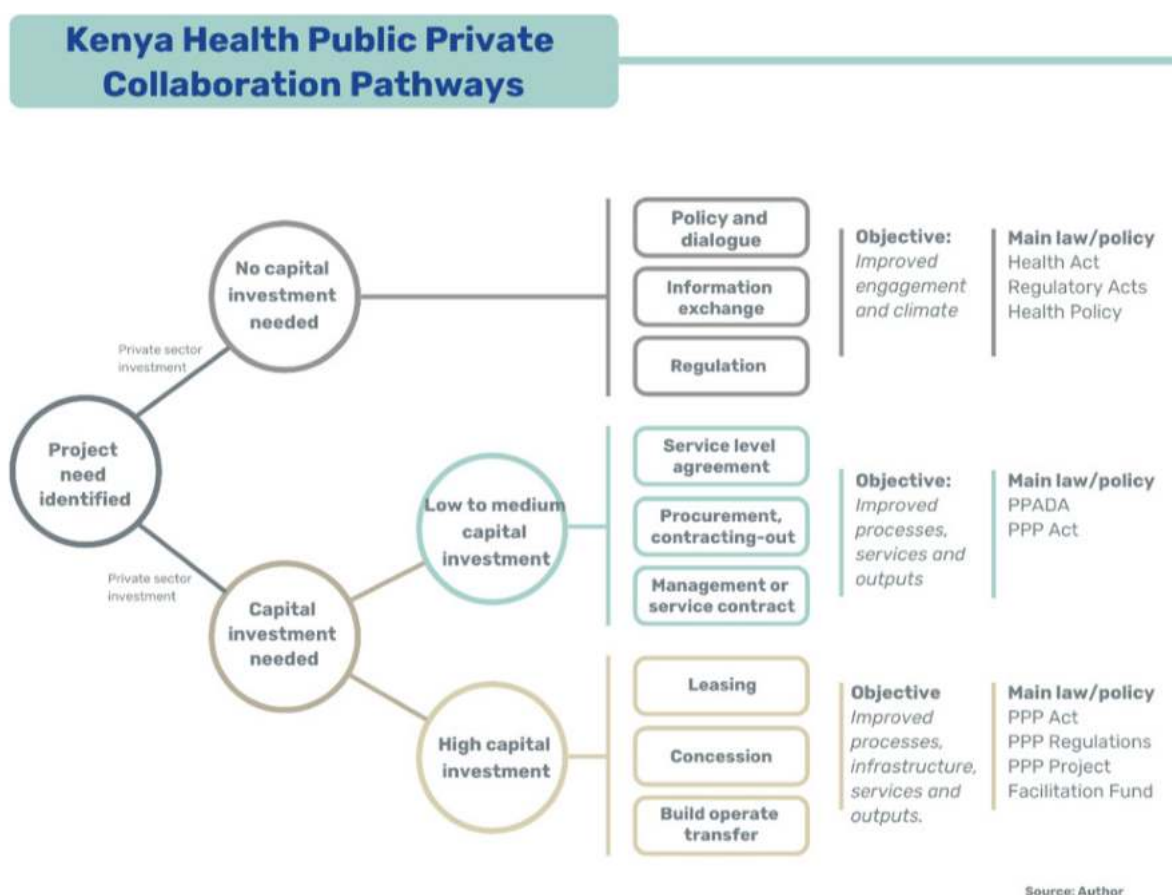 Kenya Health Public Private
Collaboration Pathways
Project
need
identified
Private sector
investment
No capital
investment
needed
Policy and
dialogue
Information
exchange
Regulation
Objective:
Improved
engagement
and climate
Main law/policy
Health Act
Regulatory Acts
Health Policy
Private sector
investment
Capital
investment
needed
Low to medium
capital
investment
Service level
agreement
Procurement,
contracting-out
Management or
service contract
Objective:
Improved
processes,
services and
outputs
Main law/policy
PPADA
PPP Act
High capital
investment
Leasing
Concession
Build operate
transfer
Objective
Improved
processes,
infrastructure,
services and
outputs.
Main law/policy
PPP Act
PPP Regulations
PPP Project
Facilitation Fund
Source: Author